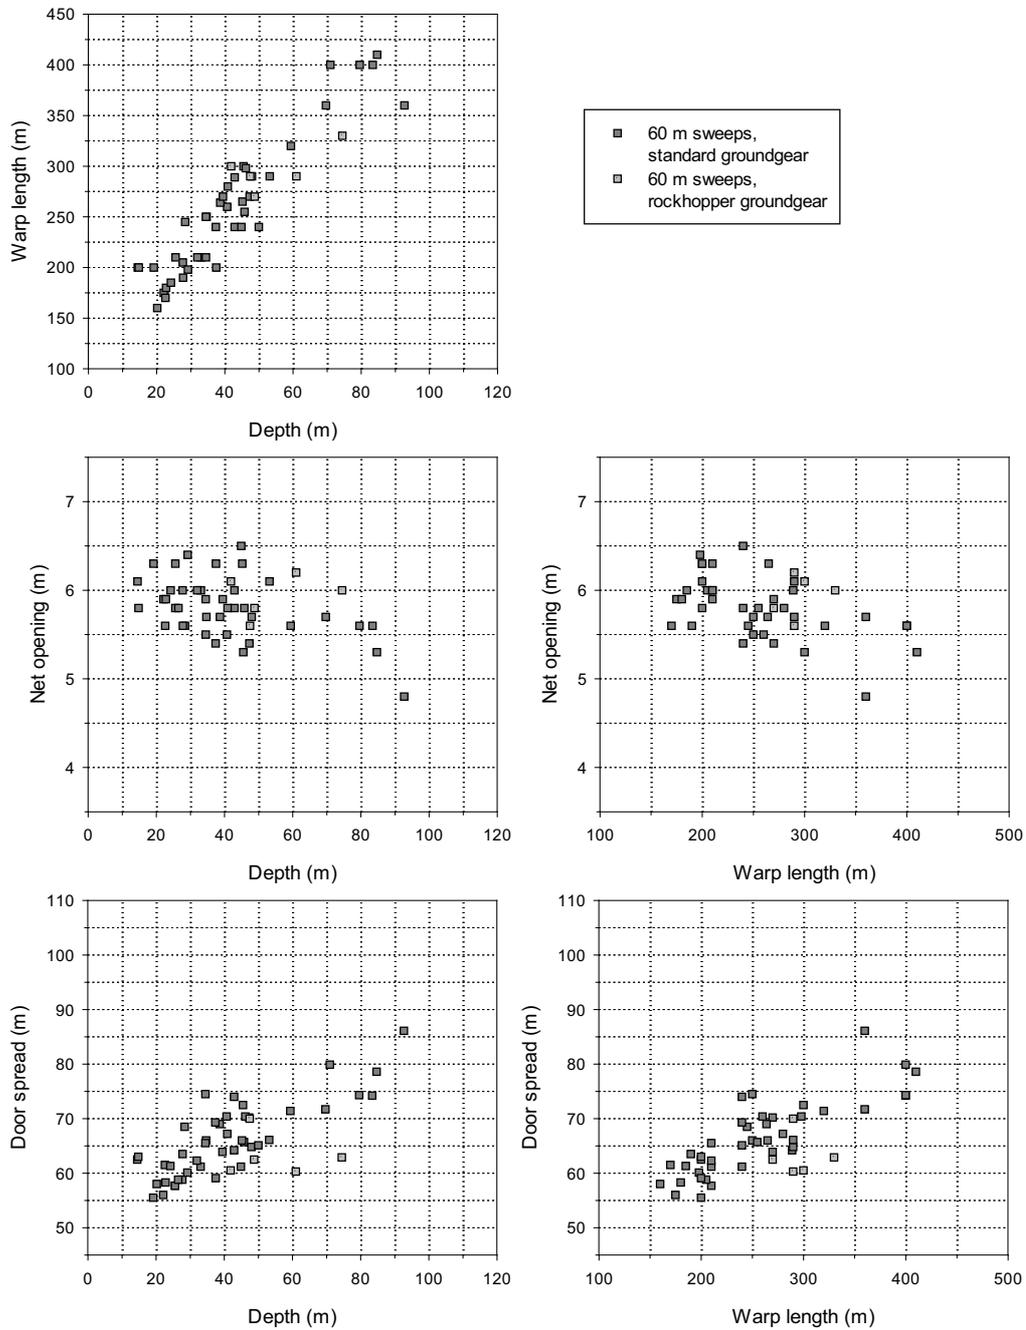 450
400
350
300
250
200
150
100
Warp length (m)
0 20 40 60 80 100 120
Depth (m)
60 m sweeps,
standard groundgear
60 m sweeps,
rockhopper groundgear
7
6
5
4
Net opening (m)
0 20 40 60 80 100 120
Depth (m)
7
6
5
4
Net opening (m)
100 200 300 400 500
Warp length (m)
110
100
90
80
70
60
50
Door spread (m)
0 20 40 60 80 100 120
Depth (m)
110
100
90
80
70
60
50
Door spread (m)
100 200 300 400 500
Warp length (m)